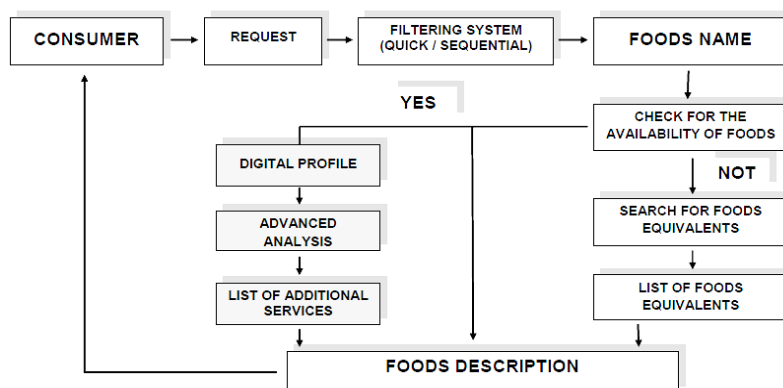 CONSUMER
REQUEST
FILTERING SYSTEM
(QUICK / SEQUENTIAL)
FOODS NAME
YES
CHECK FOR THE
AVAILABILITY OF FOODS
DIGITAL PROFILE
NOT
ADVANCED
ANALYSIS
SEARCH FOR FOODS
EQUIVALENTS
LIST OF ADDITIONAL
SERVICES
LIST OF FOODS
EQUIVALENTS
FOODS DESCRIPTION